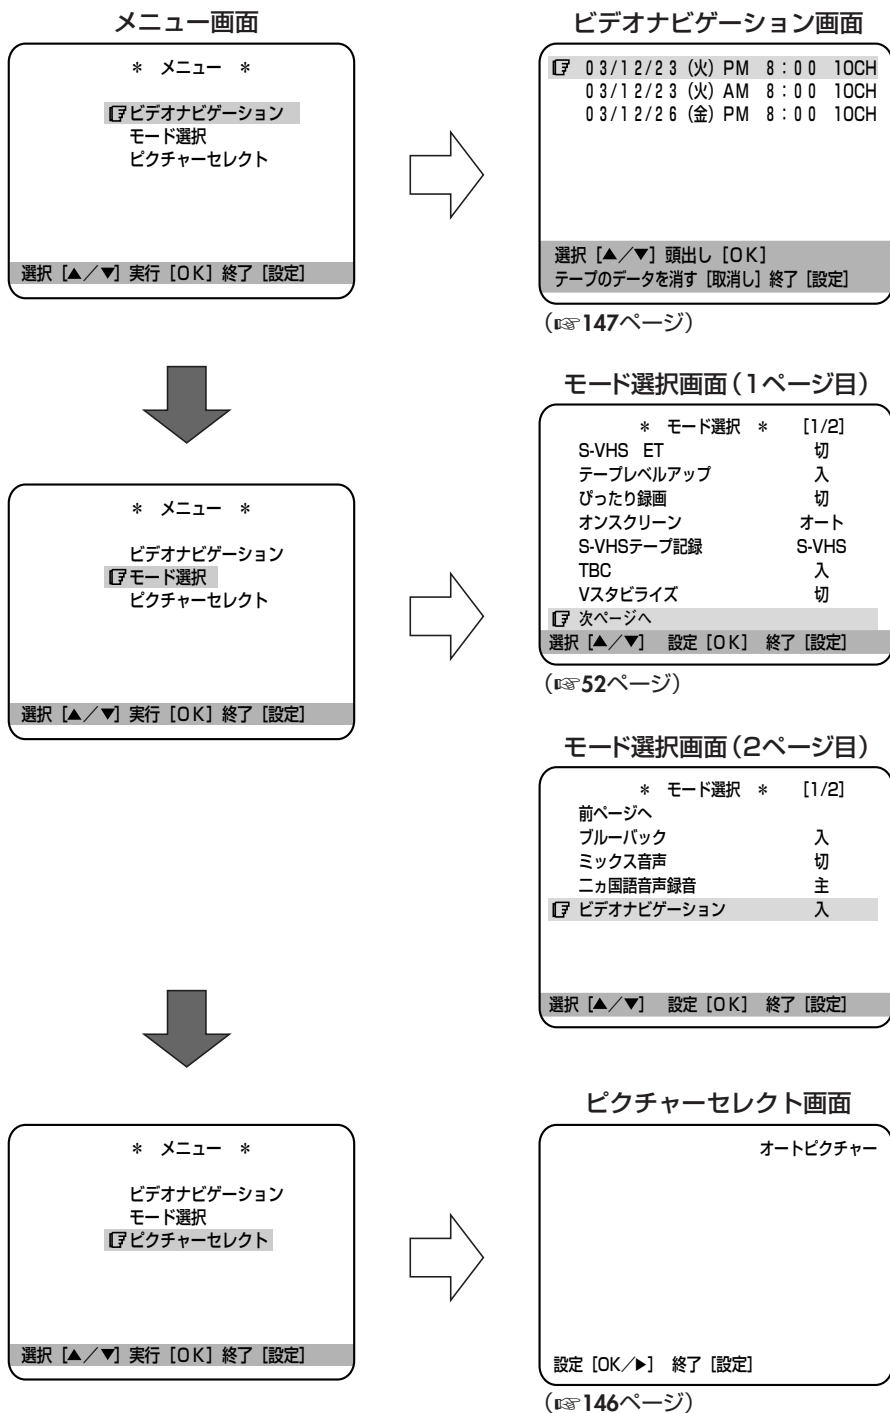 メニュー画面
* メニュー *
☞ビデオナビゲーション
モード選択
ピクチャーセレクト
選択 [▲／▼] 実行 [OK] 終了 [設定]
ビデオナビゲーション画面
☞ 03/12/23 (火) PM 8:00 10CH
03/12/23 (火) AM 8:00 10CH
03/12/26 (金) PM 8:00 10CH
選択 [▲／▼] 頭出し [OK]
テープのデータを消す [取消し] 終了 [設定]
(☞147ページ)
* メニュー *
ビデオナビゲーション
☞モード選択
ピクチャーセレクト
選択 [▲／▼] 実行 [OK] 終了 [設定]
モード選択画面(1ページ目)
* モード選択 * [1/2]
S-VHS ET 切
テープレベルアップ 入
ぴったり録画 切
オンスクリーン オート
S-VHSテープ記録 S-VHS
TBC 入
Vスタビライズ 切
☞ 次ページへ
選択 [▲／▼] 設定 [OK] 終了 [設定]
(☞52ページ)
モード選択画面(2ページ目)
* モード選択 * [1/2]
前ページへ
ブルーバック 入
ミックス音声 切
二ヵ国語音声録音 主
☞ ビデオナビゲーション 入
選択 [▲／▼] 設定 [OK] 終了 [設定]
* メニュー *
ビデオナビゲーション
モード選択
☞ピクチャーセレクト
選択 [▲／▼] 実行 [OK] 終了 [設定]
ピクチャーセレクト画面
オートピクチャー
設定 [OK／▶] 終了 [設定]
(☞146ページ)